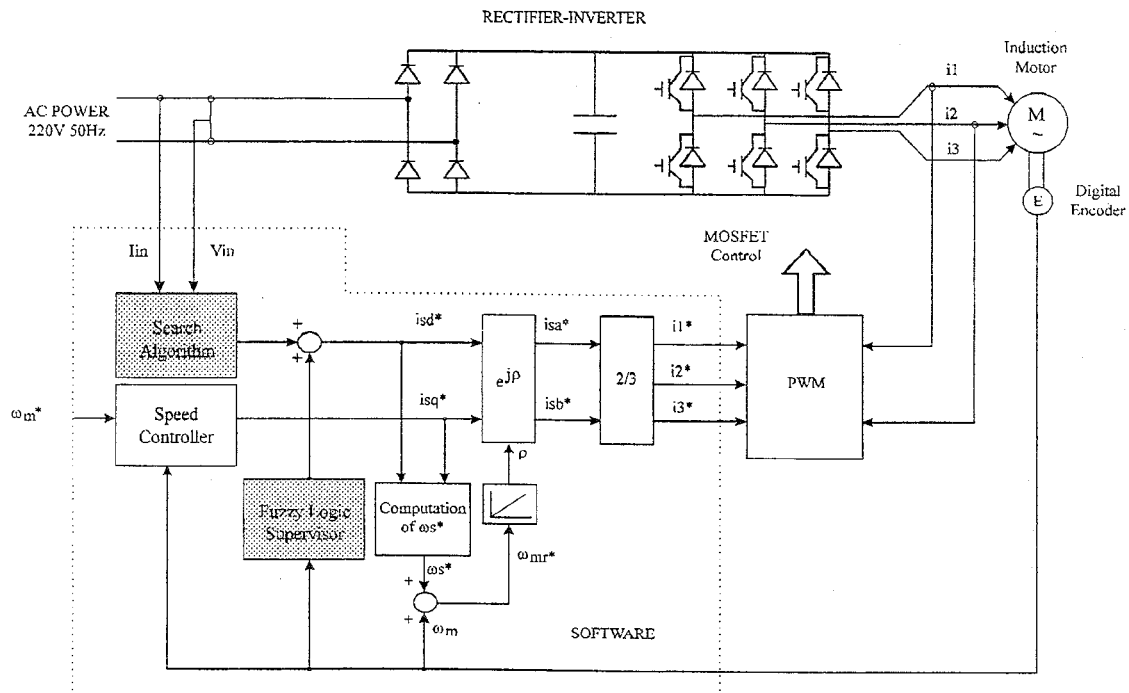 RECTIFIER-INVERTER
Induction
Motor
AC POWER
220V 50Hz
i1
i2
i3
M
~
E
Digital
Encoder
MOSFET
Control
Iin
Vin
Search
Algorithm
+
+
isd*
isa*
i1*
ωm*
Speed
Controller
isq*
e jρ
isb*
2/3
i2*
i3*
PWM
ρ
Fuzzy Logic
Supervisor
Computation
of ωs*
ωmr*
ωs*
+
+
ωm
SOFTWARE